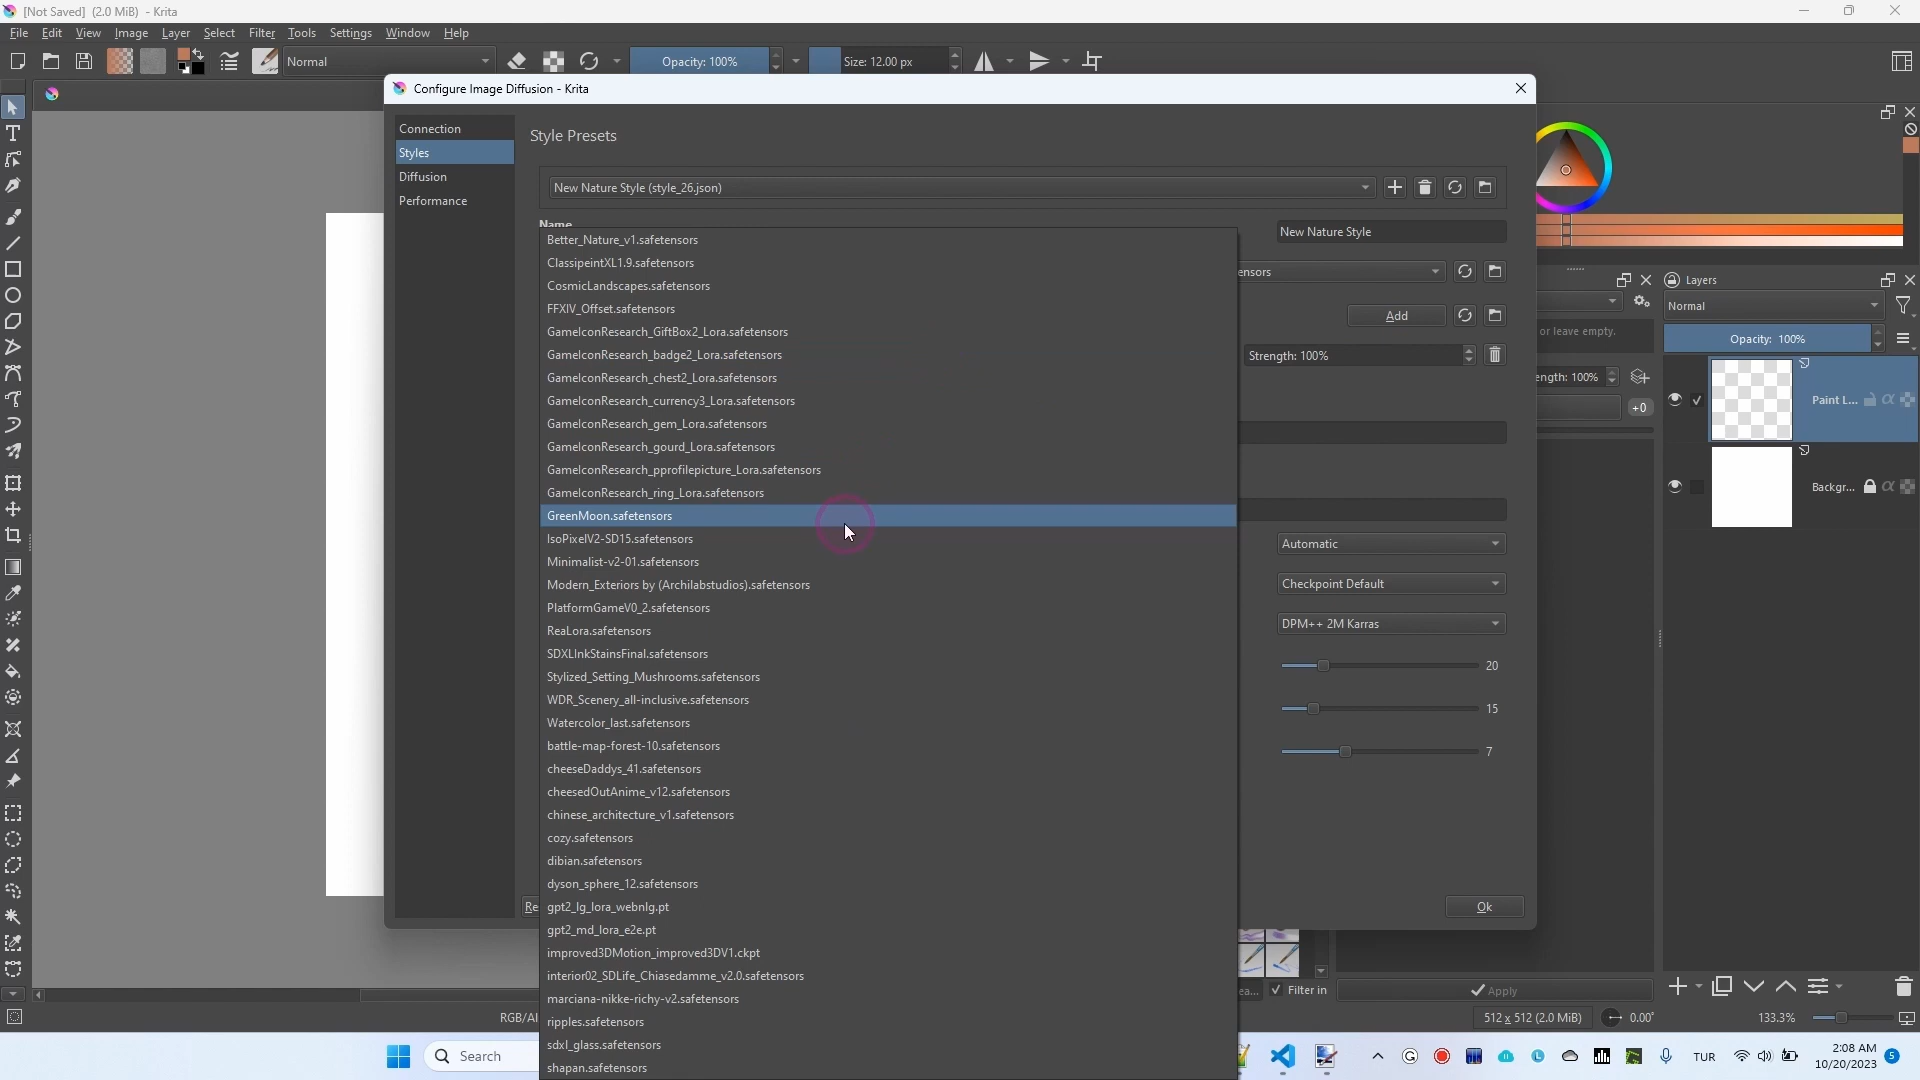 [Not Saved]  (2.0 MiB)  - Krita
File Edit View Image Layer Select Filter Tools Settings Window Help
Normal
Opacity: 100%
Size: 12.00 px
Configure Image Diffusion - Krita
Connection
Styles
Diffusion
Performance
Style Presets
New Nature Style (style_26.json)
Name
New Nature Style
Better_Nature_v1.safetensors
ClassipeintXL1.9.safetensors
CosmicLandscapes.safetensors
FFXIV_Offset.safetensors
GameIconResearch_GiftBox2_Lora.safetensors
GameIconResearch_badge2_Lora.safetensors
GameIconResearch_chest2_Lora.safetensors
GameIconResearch_currency3_Lora.safetensors
GameIconResearch_gem_Lora.safetensors
GameIconResearch_gourd_Lora.safetensors
GameIconResearch_pprofilepicture_Lora.safetensors
GameIconResearch_ring_Lora.safetensors
GreenMoon.safetensors
IsoPixelV2-SD15.safetensors
Minimalist-v2-01.safetensors
Modern_Exteriors by (Archilabstudios).safetensors
PlatformGameV0_2.safetensors
ReaLora.safetensors
SDXLInkStainsFinal.safetensors
Stylized_Setting_Mushrooms.safetensors
WDR_Scenery_all-inclusive.safetensors
Watercolor_last.safetensors
battle-map-forest-10.safetensors
cheeseDaddys_41.safetensors
cheesedOutAnime_v12.safetensors
chinese_architecture_v1.safetensors
cozy.safetensors
dibian.safetensors
dyson_sphere_12.safetensors
gpt2_lg_lora_webnlg.pt
gpt2_md_lora_e2e.pt
improved3DMotion_improved3DV1.ckpt
interior02_SDLife_Chiasedamme_v2.0.safetensors
marciana-nikke-richy-v2.safetensors
ripples.safetensors
sdxl_glass.safetensors
shapan.safetensors
ensors
Add
Strength: 100%
Automatic
Checkpoint Default
DPM++ 2M Karras
20
15
7
Re
Ok
or leave empty.
ength: 100%
+0
Layers
Normal
Opacity:  100%
Paint L...
Backgr...
ea...
Filter in
Apply
RGB/Al
512 x 512 (2.0 MiB)
0.00°
133.3%
Search
TUR
2:08 AM
10/20/2023
5